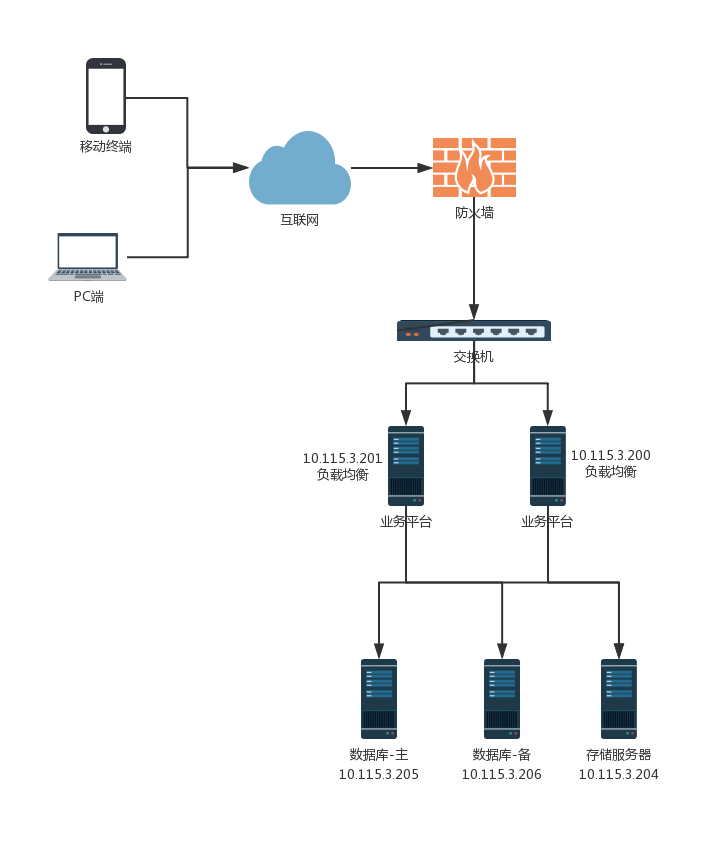 移动终端
互联网
防火墙
PC端
交换机
10.115.3.201
负载均衡
10.115.3.200
负载均衡
业务平台
业务平台
数据库-主
10.115.3.205
数据库-备
10.115.3.206
存储服务器
10.115.3.204